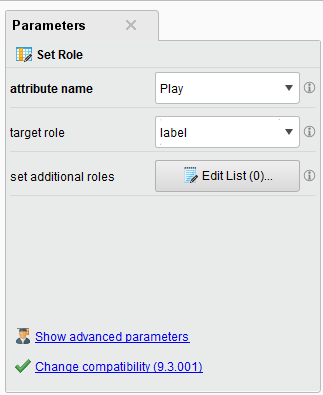 Parameters
Set Role
attribute name Play
target role label
set additional roles Edit List (0)...
Show advanced parameters
Change compatibility (9.3.001)